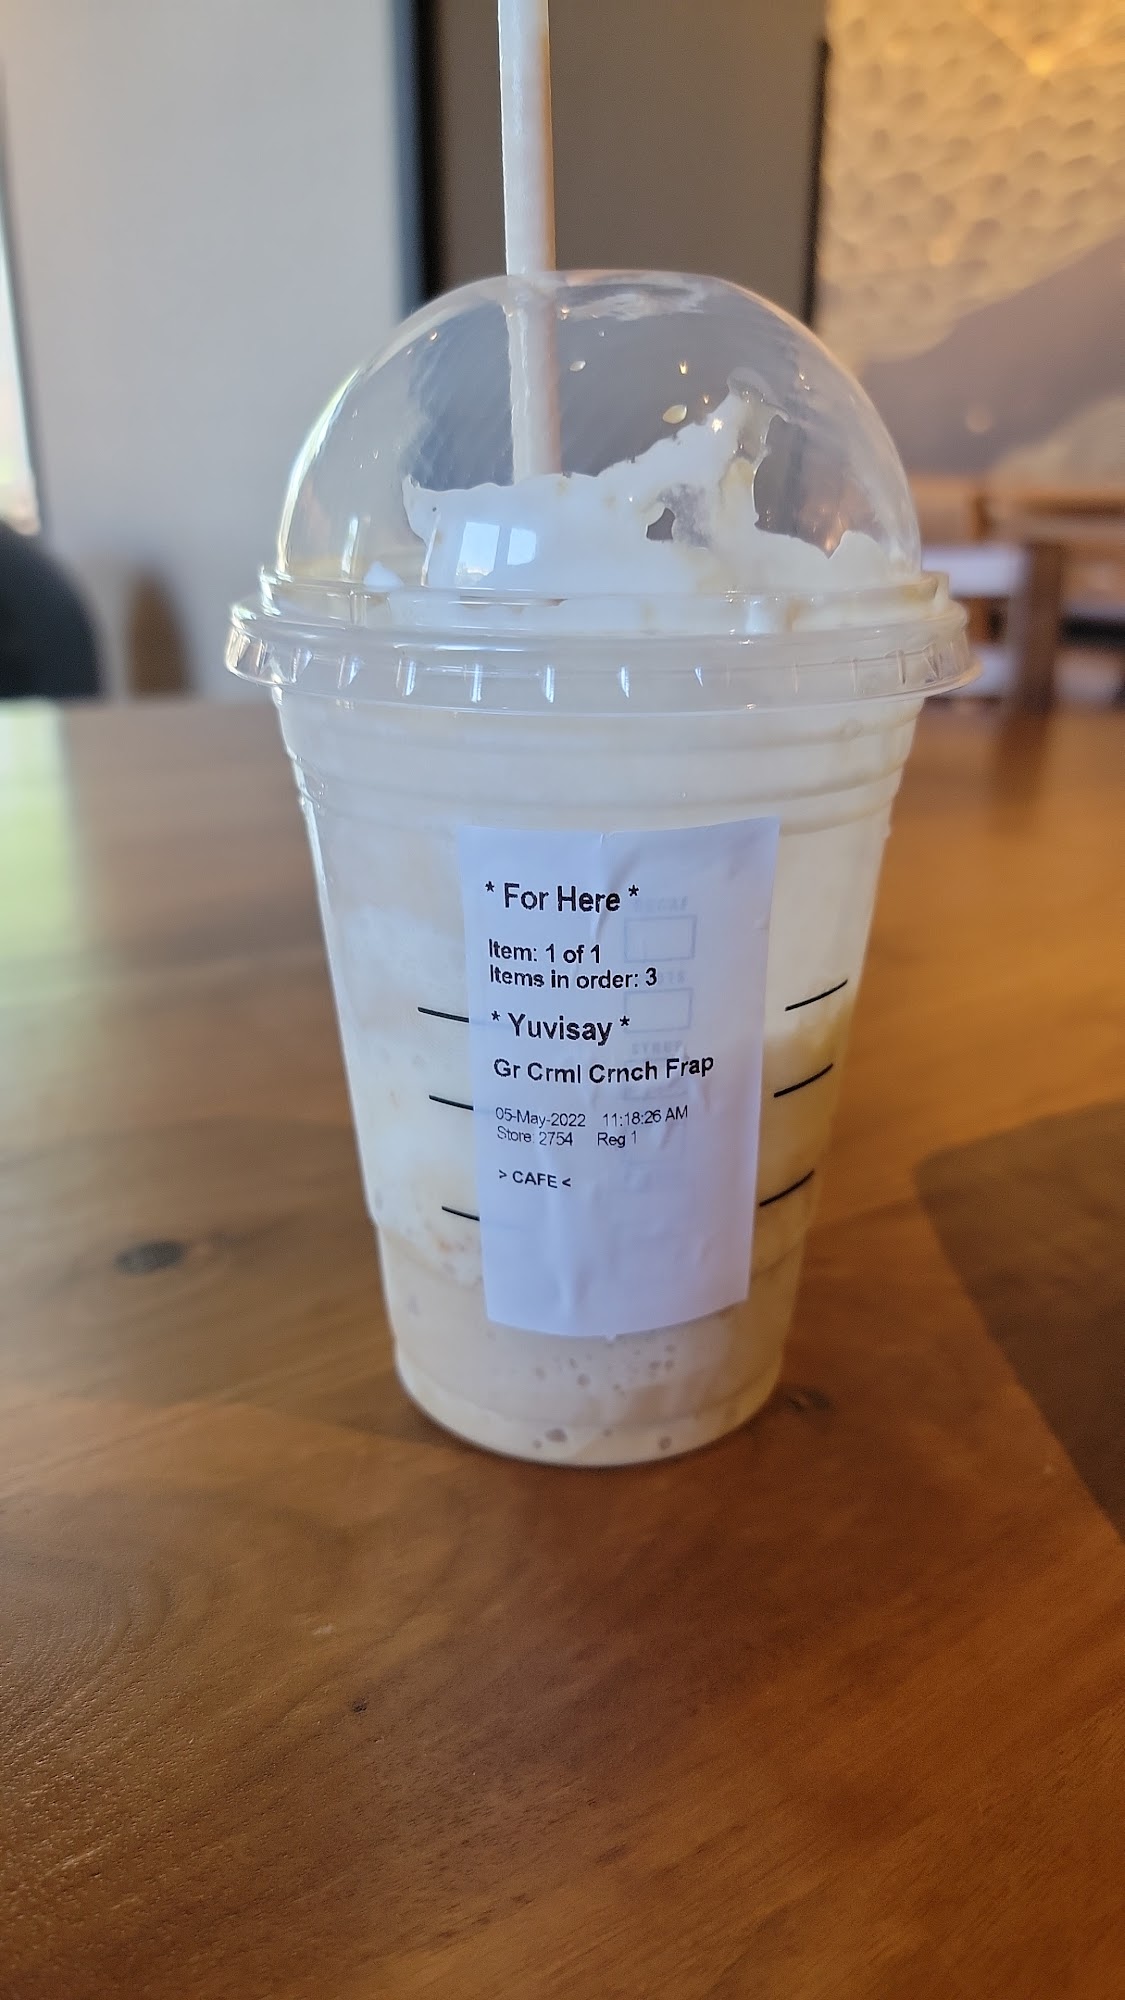 * For Here *
Item: 1 of 1
Items in order: 3
* Yuvisay *
Gr Crml Crnch Frap
05-May-2022 11:18:26 AM
Store: 2754 Reg 1
> CAFE <